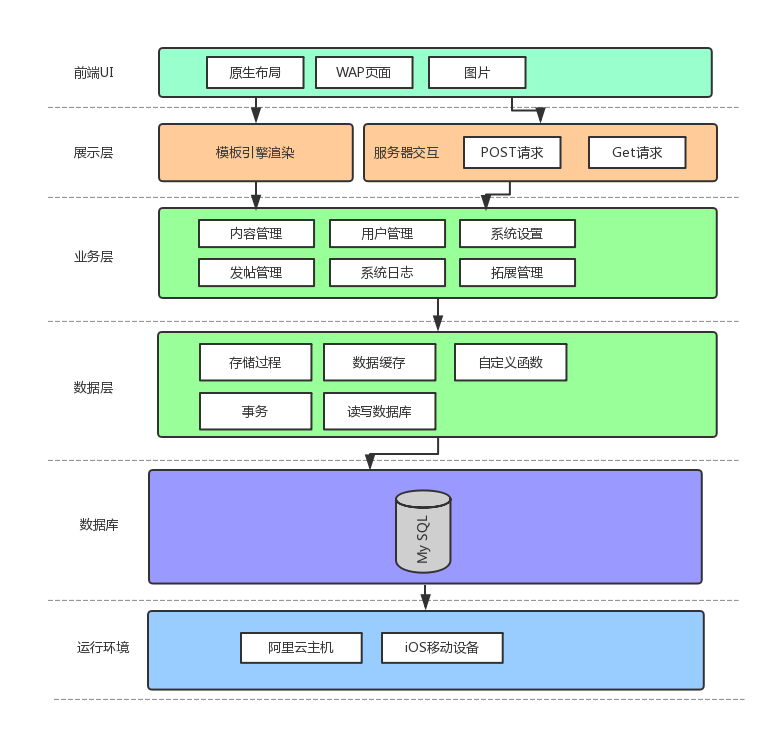 前端UI
原生布局
WAP页面
图片
展示层
模板引擎渲染
服务器交互
POST请求
Get请求
业务层
内容管理
用户管理
系统设置
发帖管理
系统日志
拓展管理
数据层
存储过程
数据缓存
自定义函数
事务
读写数据库
数据库
My SQL
运行环境
阿里云主机
iOS移动设备